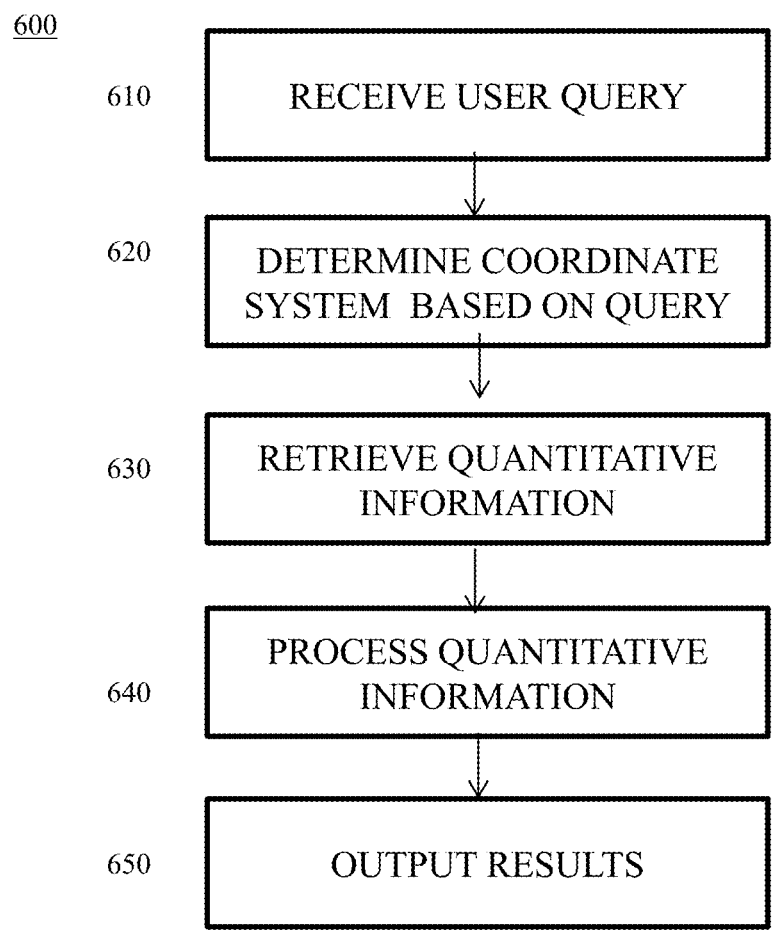 600
610
RECEIVE USER QUERY
620
DETERMINE COORDINATE
SYSTEM BASED ON QUERY
630
RETRIEVE QUANTITATIVE
INFORMATION
640
PROCESS QUANTITATIVE
INFORMATION
650
OUTPUT RESULTS